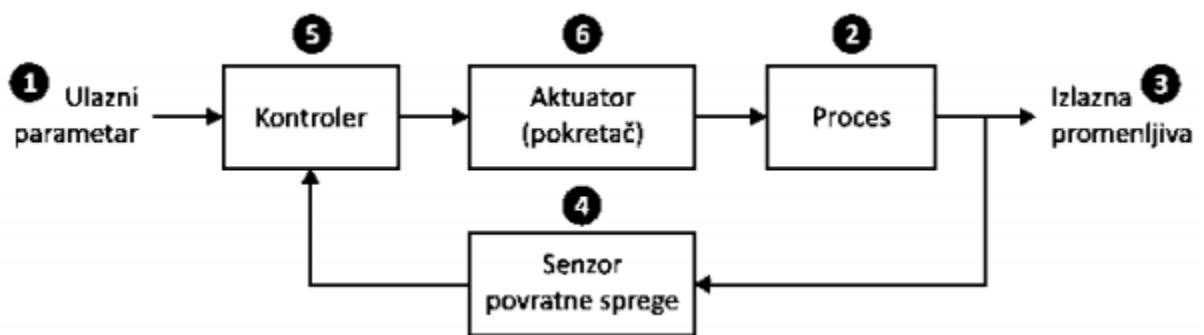 5
6
2
1 Ulazni
parametar
Kontroler
Aktuator
(pokretač)
Proces
Izlazna 3
promenljiva
4
Senzor
povratne sprege